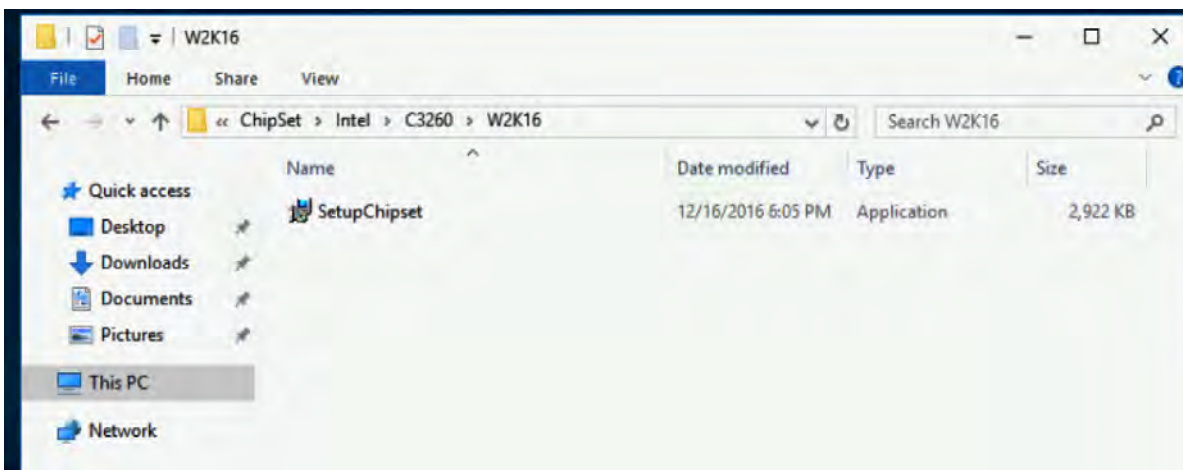 W2K16
File Home Share View
« ChipSet › Intel › C3260 › W2K16 Search W2K16
Name Date modified Type Size
Quick access
SetupChipset 12/16/2016 6:05 PM Application 2,922 KB
Desktop
Downloads
Documents
Pictures
This PC
Network